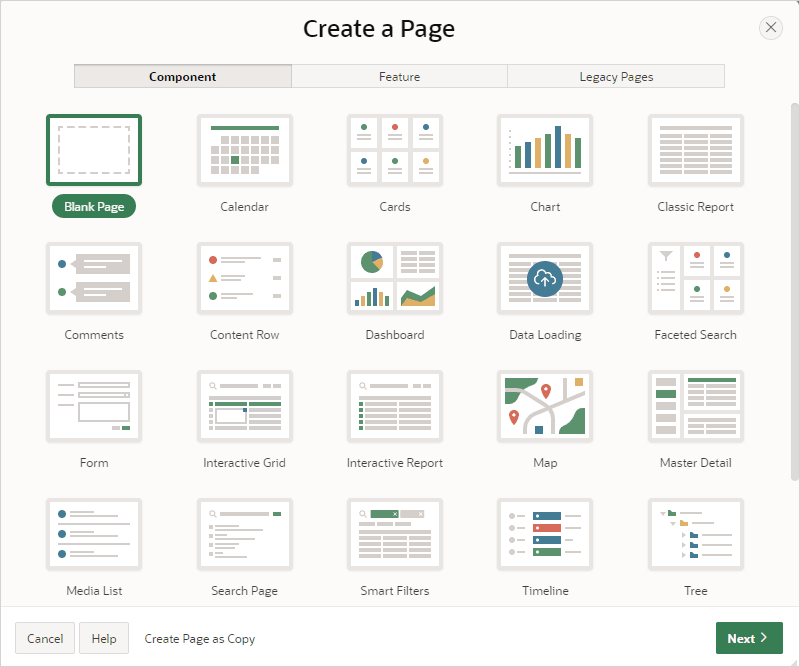 Create a Page
Component
Feature
Legacy Pages
Blank Page
Calendar
Cards
Chart
Classic Report
Comments
Content Row
Dashboard
Data Loading
Faceted Search
Form
Interactive Grid
Interactive Report
Map
Master Detail
Media List
Search Page
Smart Filters
Timeline
Tree
Cancel
Help
Create Page as Copy
Next